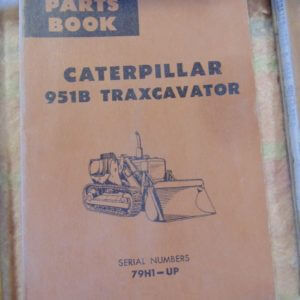 PARTS
BOOK
CATERPILLAR
951B TRAXCAVATOR
SERIAL NUMBERS
79H1-UP